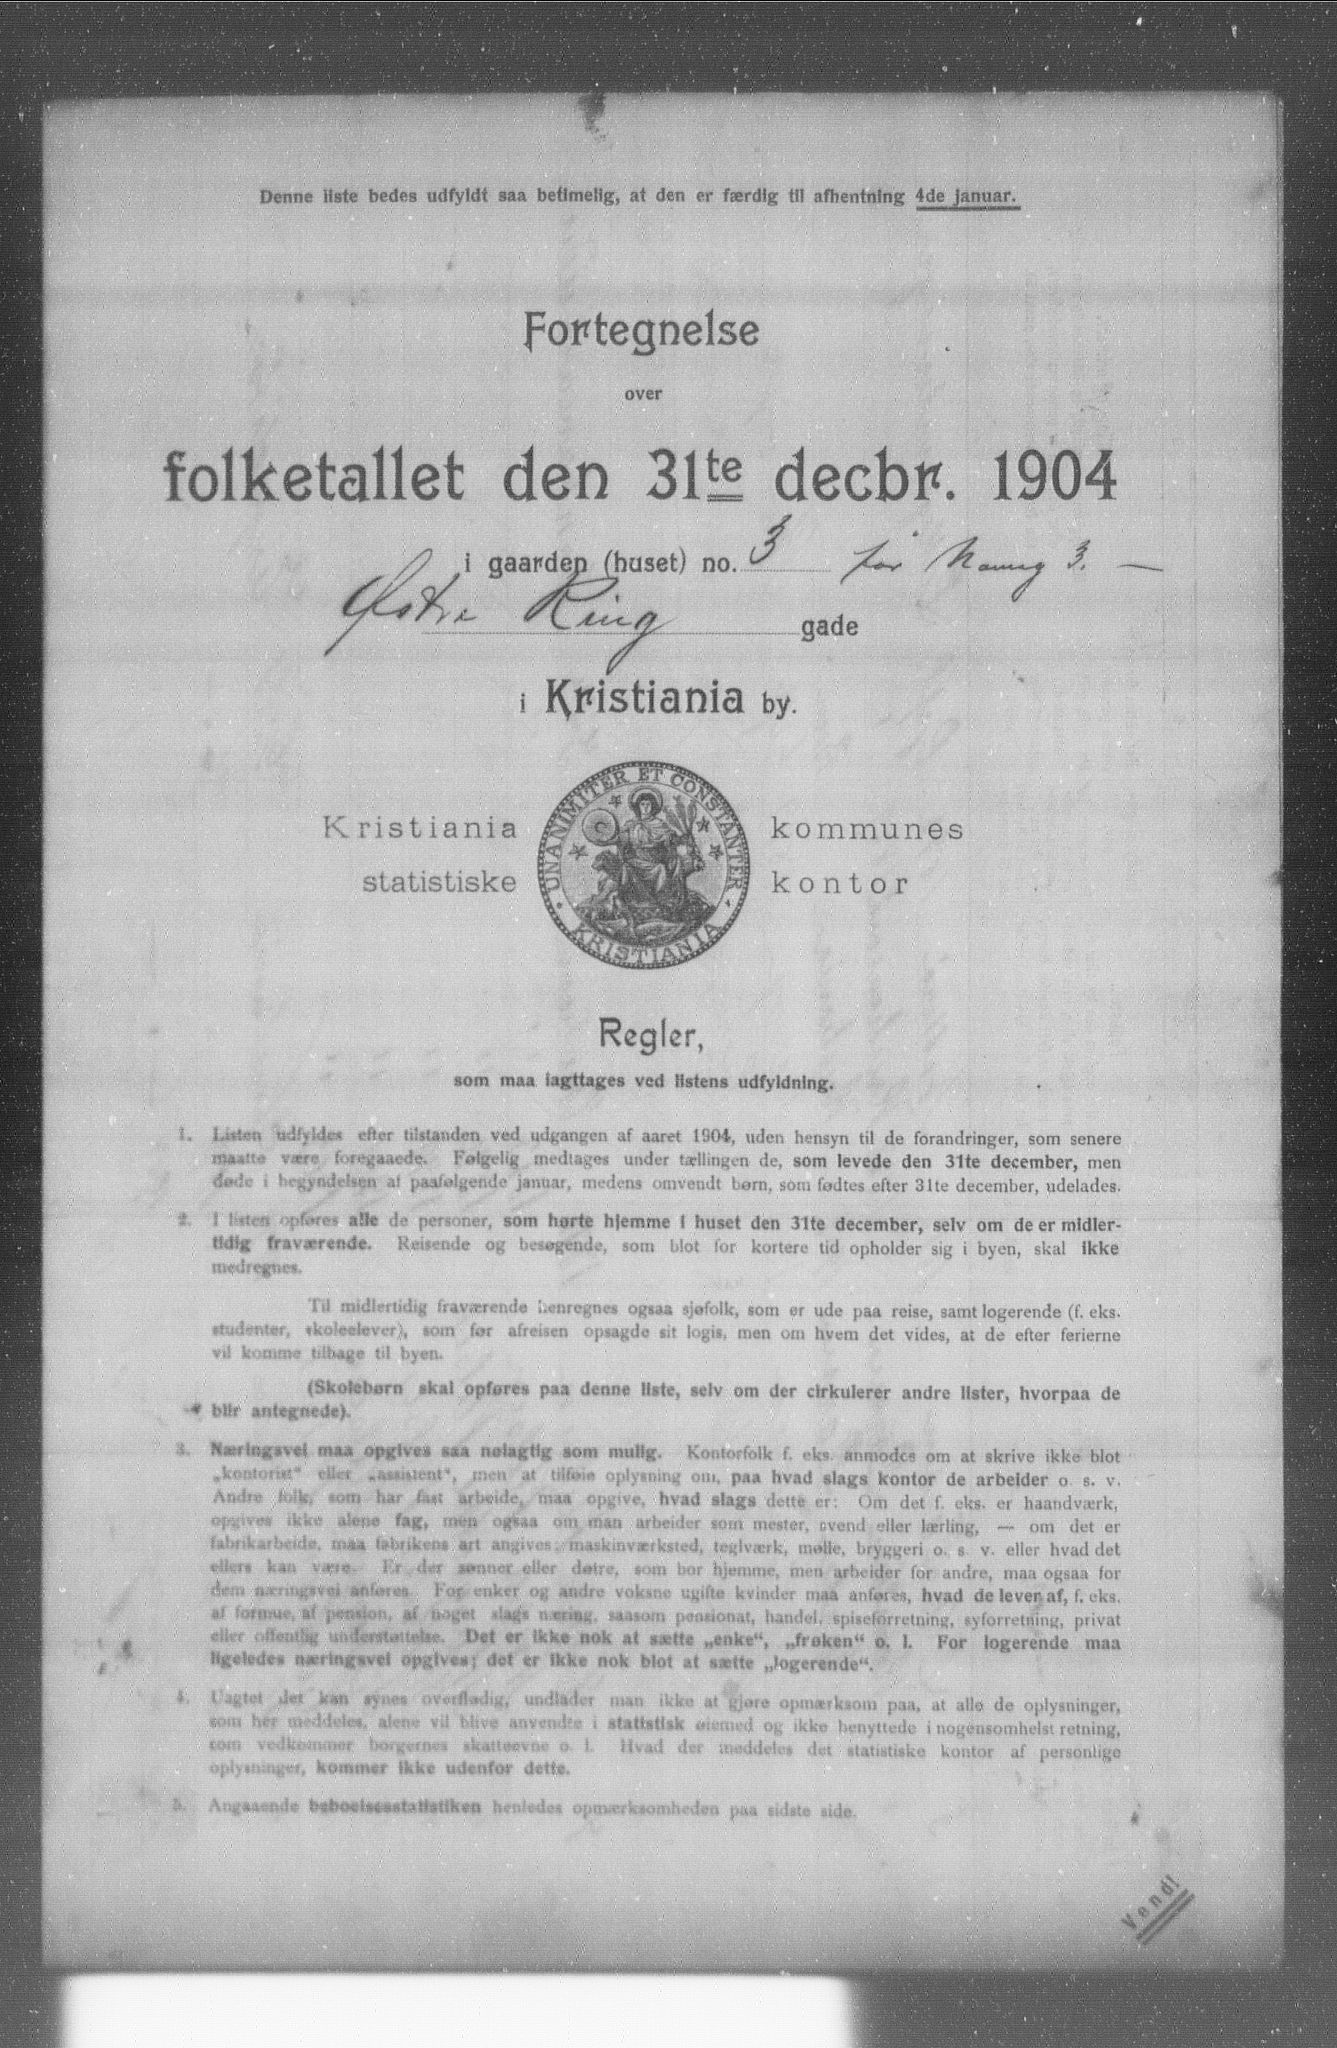 Denne liste bedes udfyldt saa betimelig, at den er færdig til afhentning 4de januar.
Fortegnelse
over
folketallet den 31te decbr. 1904
i gaarden (huset) no. 3 før 3. —
Østre Ring gade
i Kristiania by.
UNANIMITER ET CONSTANTER
KRISTIANIA
Kristiania kommunes
statistiske kontor
Regler,
som maa iagttages ved listens udfyldning.
1. Listen udfyldes efter tilstanden ved udgangen af aaret 1904, uden hensyn til de forandringer, som senere
maatte være foregaaede. Følgelig medtages under tællingen de, som levede den 31te december, men
døde i begyndelsen af paafølgende januar, medens omvendt børn, som fødtes efter 31te december, udelades.
2. I listen opføres alle de personer, som hørte hjemme i huset den 31te december, selv om de er midler-
tidig fraværende. Reisende og besøgende, som blot for kortere tid opholder sig i byen, skal ikke
medregnes.
Til midlertidig fraværende henregnes ogsaa sjøfolk, som er ude paa reise, samt logerende (f. eks.
studenter, skoleelever), som før afreisen opsagde sit logis, men om hvem det vides, at de efter ferierne
vil komme tilbage til byen.
(Skolebørn skal opføres paa denne liste, selv om der cirkulerer andre lister, hvorpaa de
blir antegnede).
3. Næringsvei maa opgives saa nøiagtig som mulig. Kontorfolk f. eks. anmodes om at skrive ikke blot
„kontorist“ eller „assistent“, men at tilføie oplysning om, paa hvad slags kontor de arbeider o. s. v.
Andre folk, som har fast arbeide, maa opgive, hvad slags dette er: Om det f. eks. er haandværk,
opgives ikke alene fag, men ogsaa om man arbeider som mester, svend eller lærling, — om det er
fabrikarbeide, maa fabrikens art angives: maskinværksted, teglværk, mølle, bryggeri o. s. v. eller hvad det
ellers kan være. Er der sønner eller døtre, som bor hjemme, men arbeider for andre, maa ogsaa for
dem næringsvei anføres. For enker og andre voksne ugifte kvinder maa anføres, hvad de lever af, f. eks.
af formue, af pension, af noget slags næring, saasom pensionat, handel, spiseforretning, syforretning, privat
eller offentlig understøttelse. Det er ikke nok at sætte „enke“, „frøken“ o. l. For logerende maa
ligeledes næringsvei opgives; det er ikke nok blot at sætte „logerende“.
4. Uagtet det kan synes overflødig, undlader man ikke at gjøre opmærksom paa, at alle de oplysninger,
som her meddeles, alene vil blive anvendte i statistisk øiemed og ikke benyttede i nogensomhelst retning,
som vedkommer borgernes skatteevne o. l. Hvad der meddeles det statistiske kontor af personlige
oplysninger, kommer ikke udenfor dette.
5. Angaaende beboelsesstatistiken henledes opmærksomheden paa sidste side.
Vend!